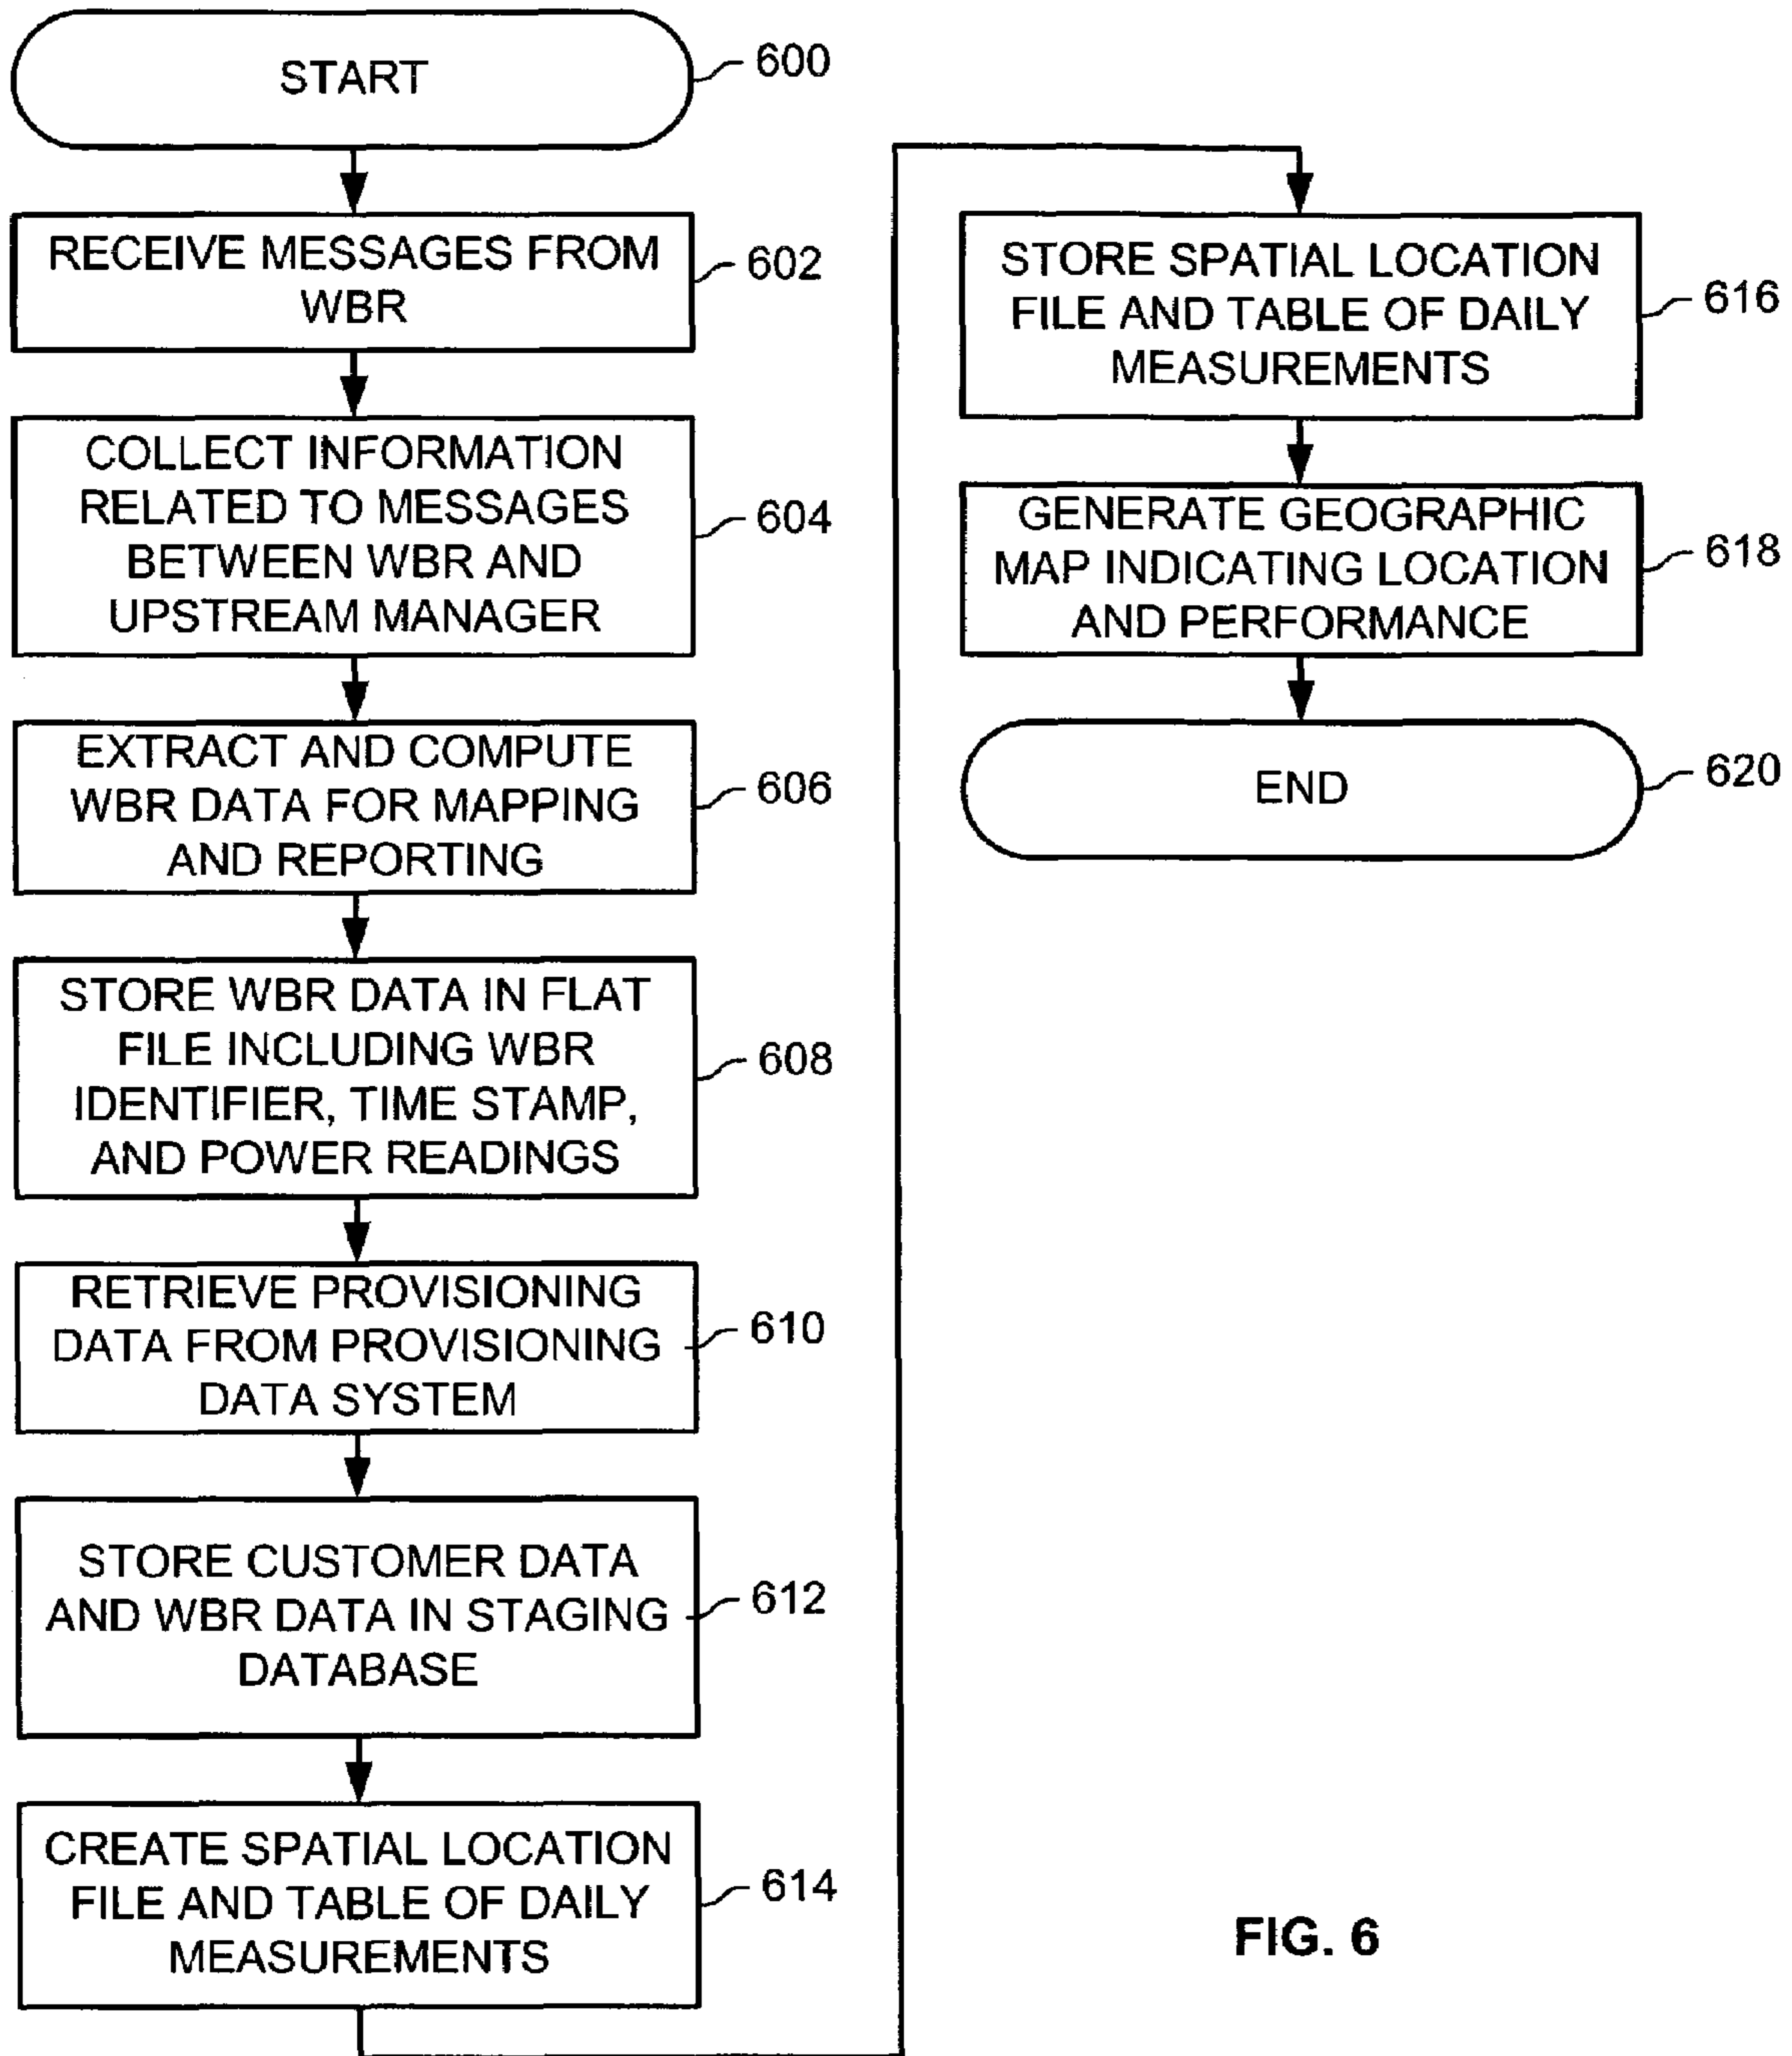 START
600
RECEIVE MESSAGES FROM
WBR
602
COLLECT INFORMATION
RELATED TO MESSAGES
BETWEEN WBR AND
UPSTREAM MANAGER
604
EXTRACT AND COMPUTE
WBR DATA FOR MAPPING
AND REPORTING
606
STORE WBR DATA IN FLAT
FILE INCLUDING WBR
IDENTIFIER, TIME STAMP,
AND POWER READINGS
608
RETRIEVE PROVISIONING
DATA FROM PROVISIONING
DATA SYSTEM
610
STORE CUSTOMER DATA
AND WBR DATA IN STAGING
DATABASE
612
CREATE SPATIAL LOCATION
FILE AND TABLE OF DAILY
MEASUREMENTS
614
STORE SPATIAL LOCATION
FILE AND TABLE OF DAILY
MEASUREMENTS
616
GENERATE GEOGRAPHIC
MAP INDICATING LOCATION
AND PERFORMANCE
618
END
620
FIG. 6